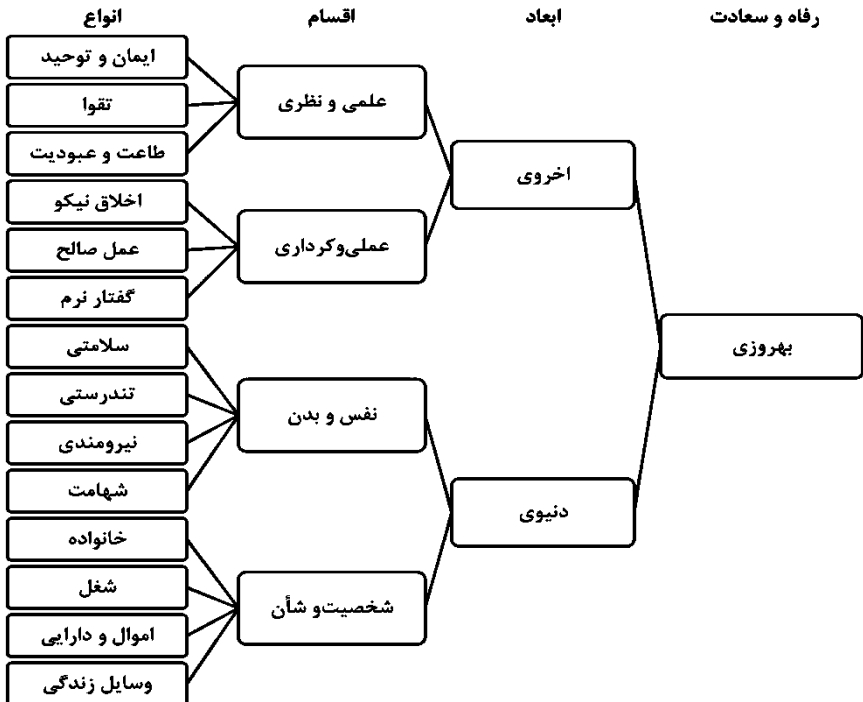 رفاه و سعادت
ابعاد
اقسام
انواع
بهروزی
اخروی
دنیوی
علمی و نظری
عملی‌وکرداری
نفس و بدن
شخصیت‌و شأن
ایمان و توحید
تقوا
طاعت و عبودیت
اخلاق نیکو
عمل صالح
گفتار نرم
سلامتی
تندرستی
نیرومندی
شهامت
خانواده
شغل
اموال و دارایی
وسایل زندگی